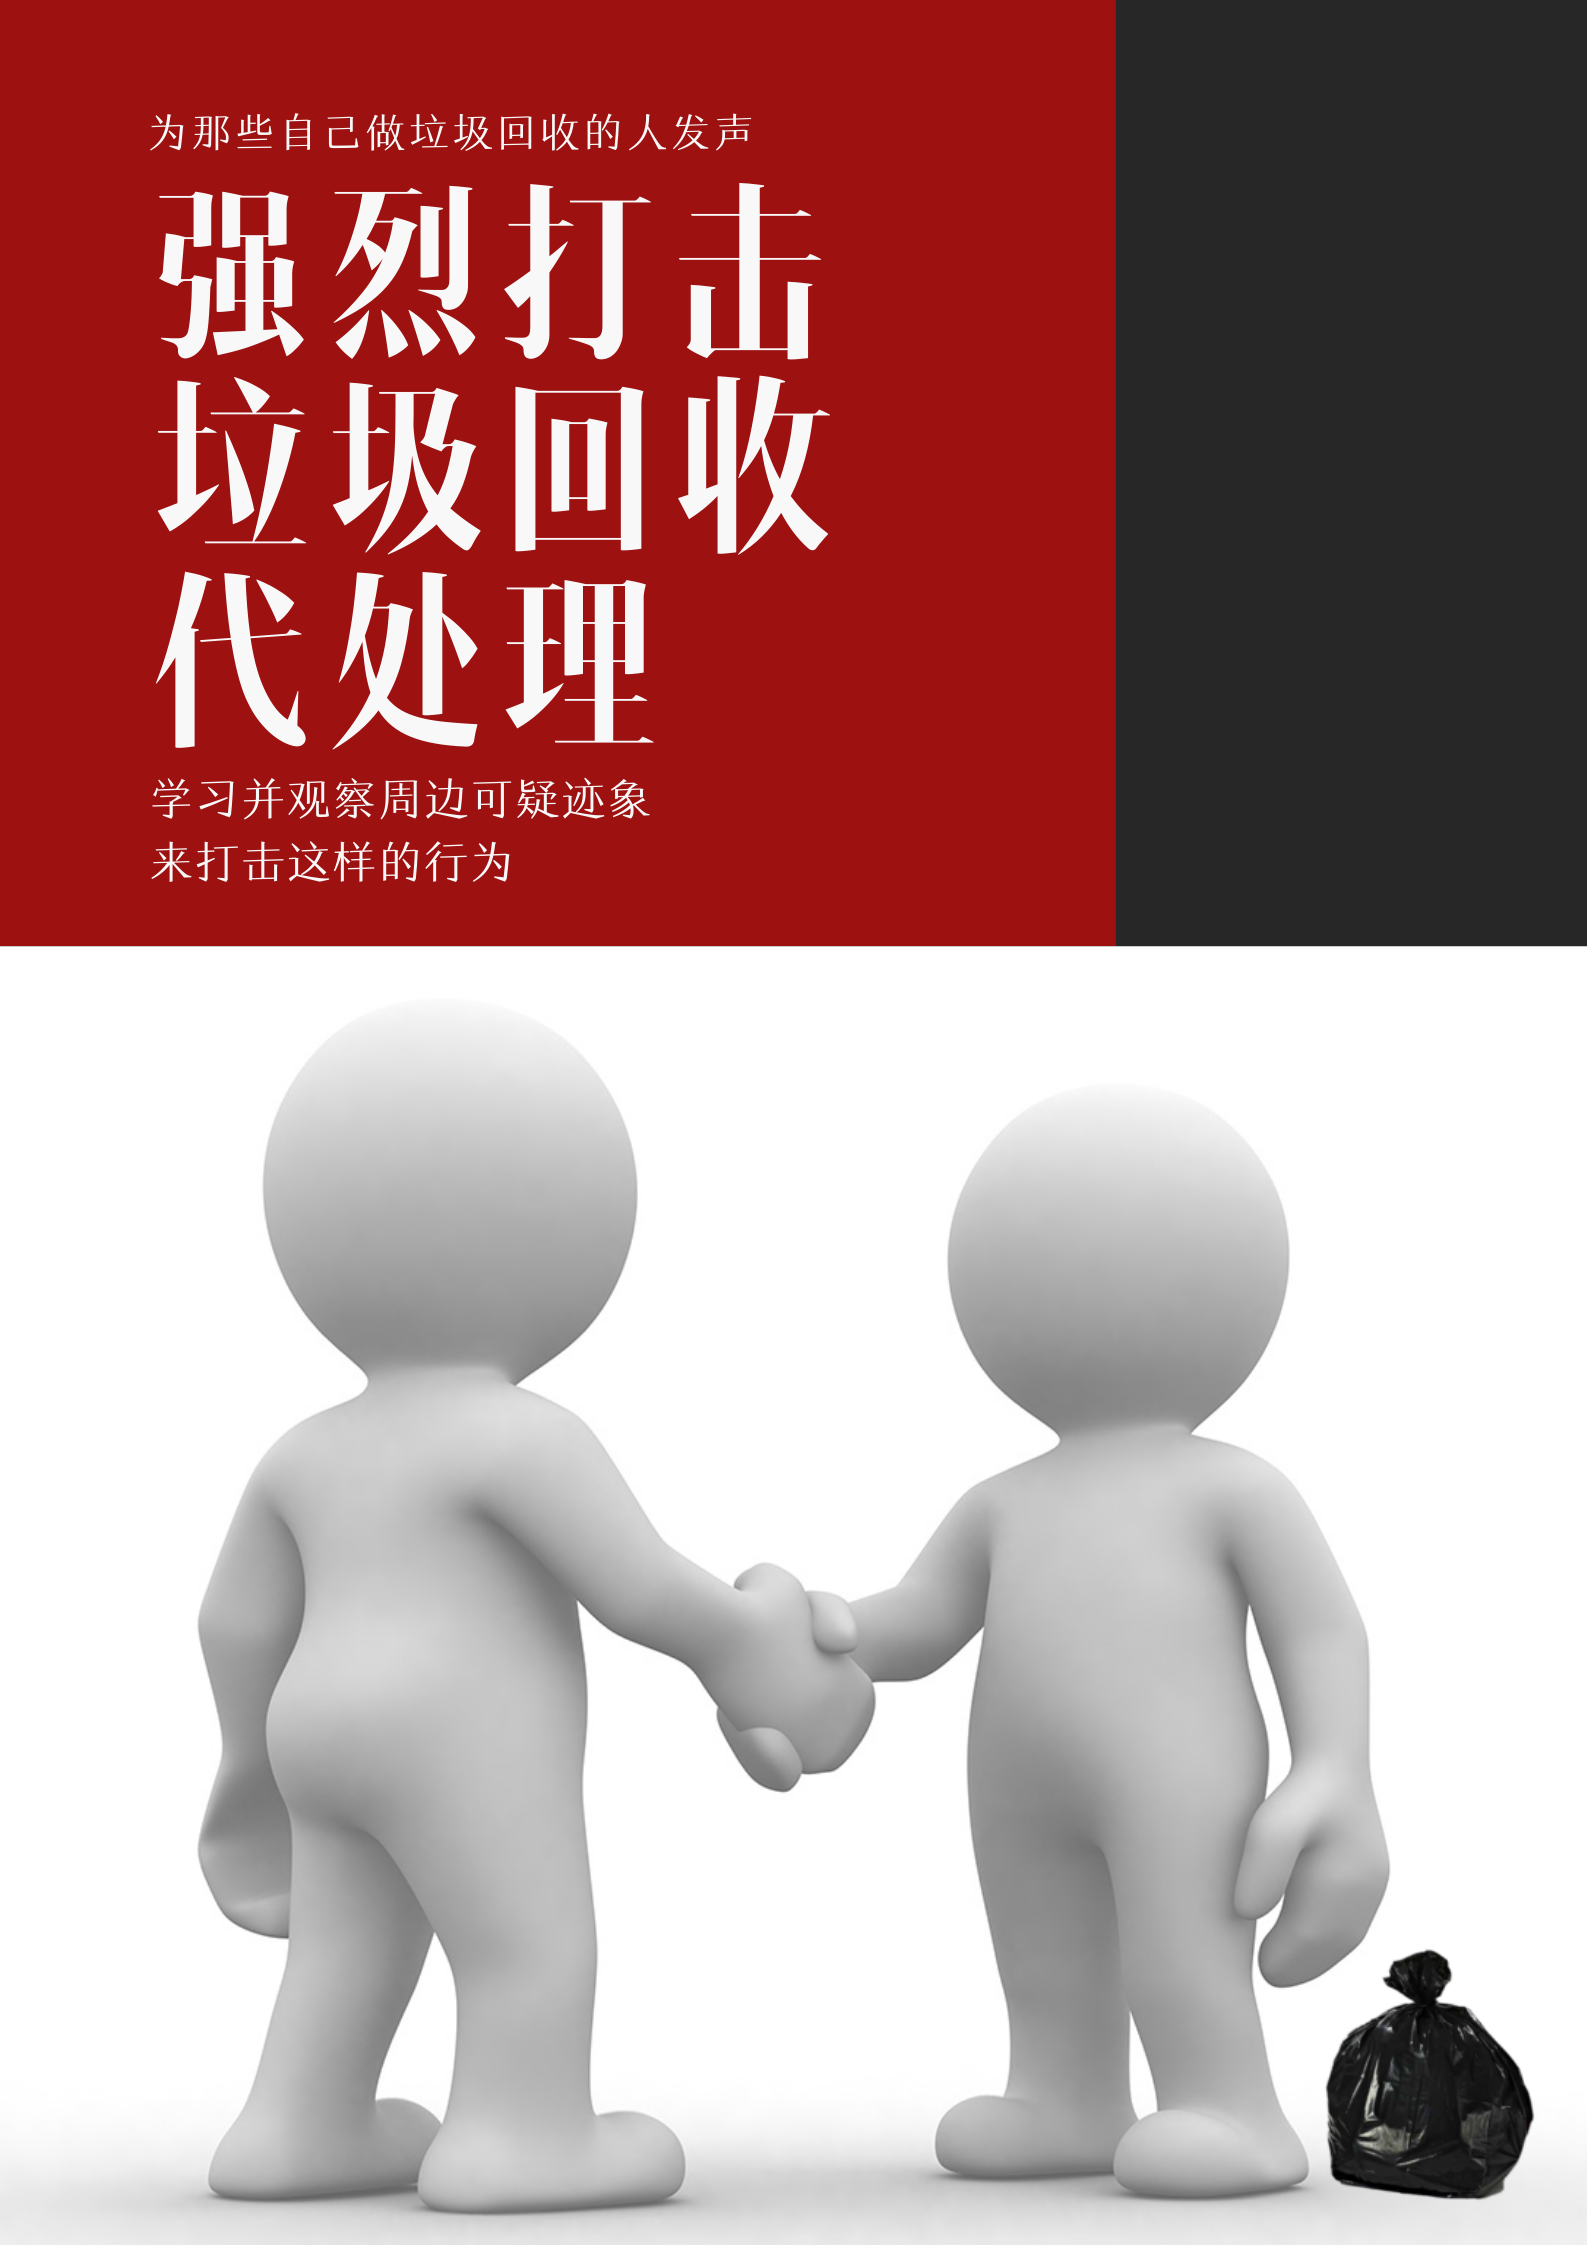 为那些自己做垃圾回收的人发声
强烈打击
垃圾回收
代处理
学习并观察周边可疑迹象
来打击这样的行为